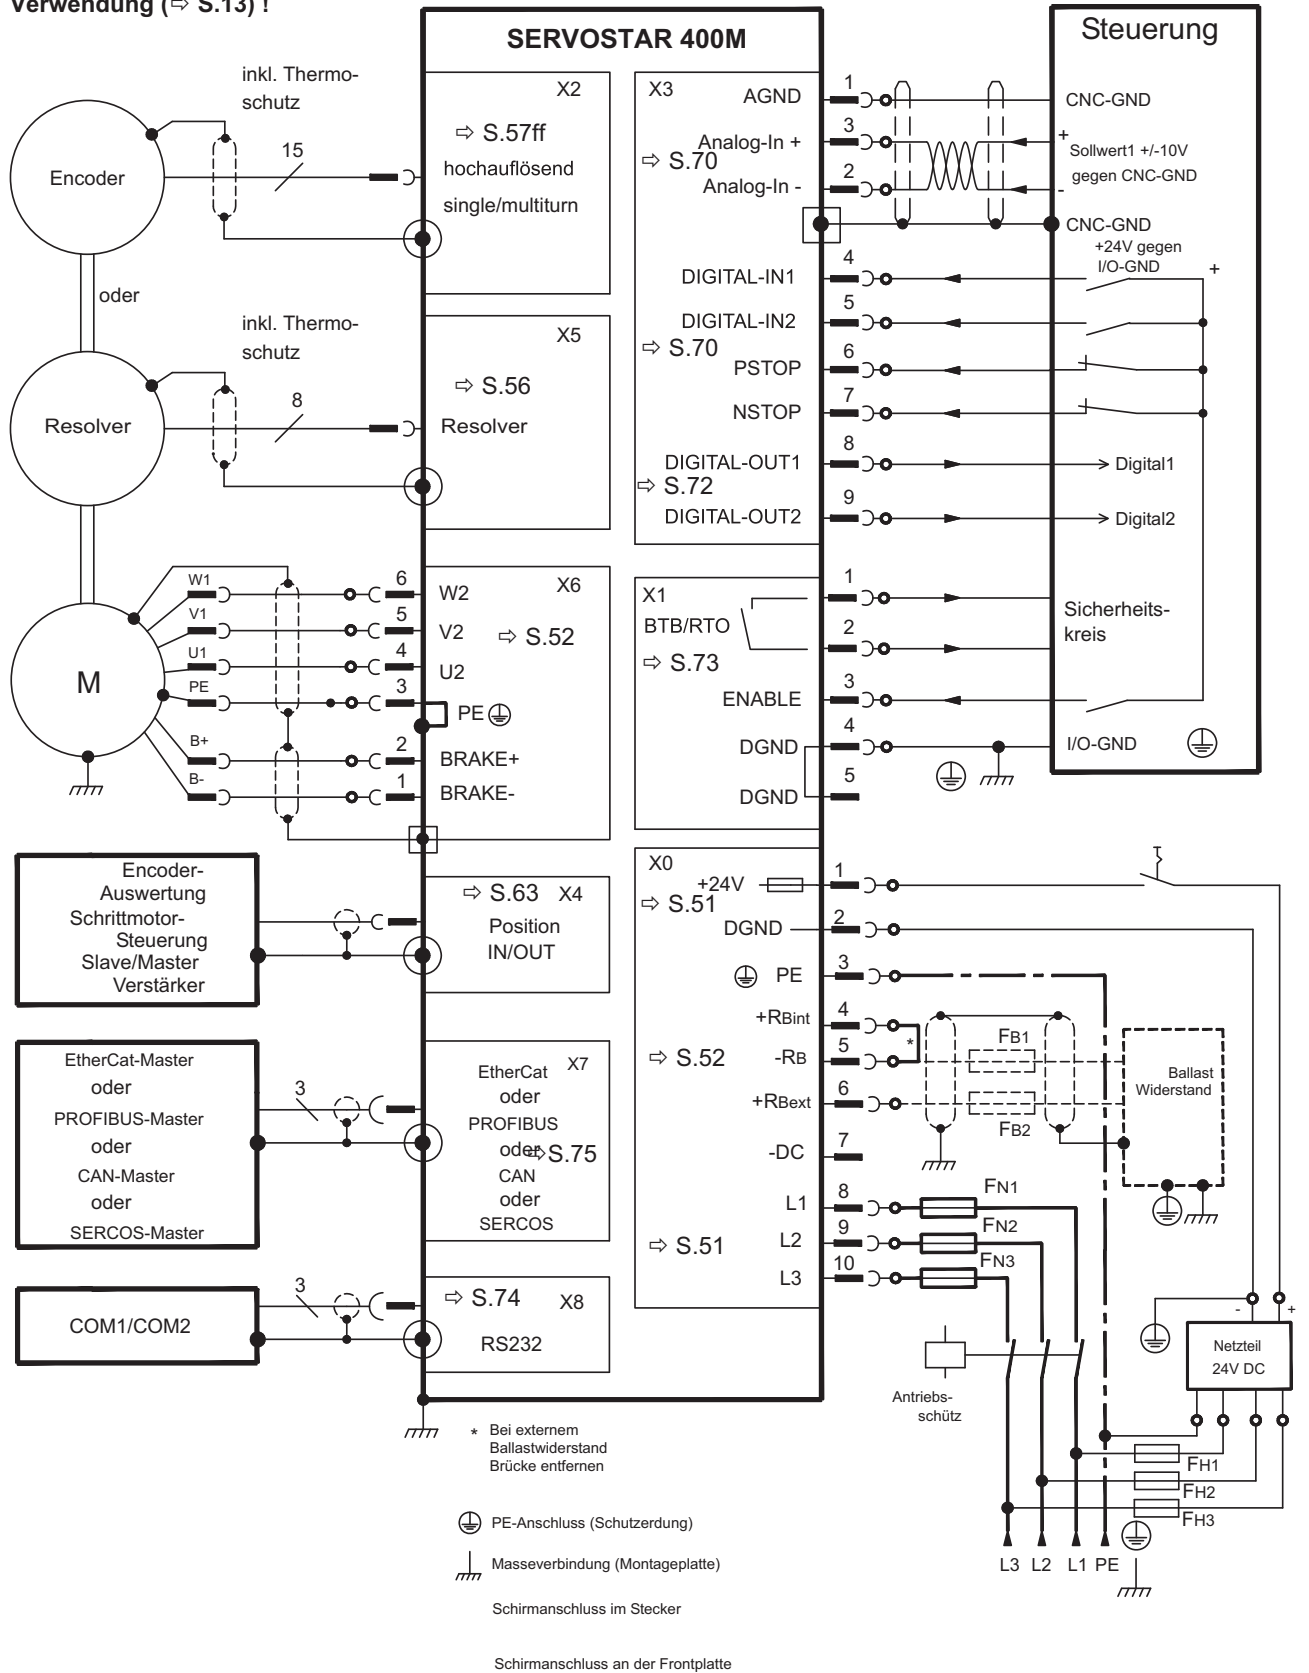 Verwendung (⇨ S.13) !
SERVOSTAR 400M
Steuerung
inkl. Thermo-
schutz
Encoder
15
X2
⇨ S.57ff
hochauflösend
single/multiturn
oder
inkl. Thermo-
schutz
Resolver
8
X5
⇨ S.56
Resolver
M
W1
V1
U1
PE
B+
B-
6
5
4
3
2
1
X6
W2
V2
⇨ S.52
U2
PE
BRAKE+
BRAKE-
Encoder-
Auswertung
Schrittmotor-
Steuerung
Slave/Master
Verstärker
⇨ S.63 X4
Position
IN/OUT
EtherCat-Master
oder
PROFIBUS-Master
oder
CAN-Master
oder
SERCOS-Master
3
X7
EtherCat
oder
PROFIBUS
oder
⇨ S.75
CAN
oder
SERCOS
COM1/COM2
3
⇨ S.74
X8
RS232
X3
AGND
1
Analog-In +
3
⇨ S.70
Analog-In -
2
DIGITAL-IN1
4
DIGITAL-IN2
5
⇨ S.70
PSTOP
6
NSTOP
7
DIGITAL-OUT1
8
⇨ S.72
DIGITAL-OUT2
9
CNC-GND
+
Sollwert1 +/-10V
gegen CNC-GND
-
CNC-GND
+24V gegen
I/O-GND
+
Digital1
Digital2
X1
BTB/RTO
⇨ S.73
1
2
ENABLE
3
DGND
4
DGND
5
Sicherheits-
kreis
I/O-GND
X0
+24V
1
⇨ S.51
DGND
2
PE
3
+RBint
4
-RB
5
⇨ S.52
+RBext
6
-DC
7
L1
8
L2
9
⇨ S.51
L3
10
*
FB1
FB2
Ballast
Widerstand
FN1
FN2
FN3
Antriebs-
schütz
- +
Netzteil
24V DC
FH1
FH2
FH3
L3 L2 L1 PE
* Bei externem
Ballastwiderstand
Brücke entfernen
PE-Anschluss (Schutzerdung)
Masseverbindung (Montageplatte)
Schirmanschluss im Stecker
Schirmanschluss an der Frontplatte